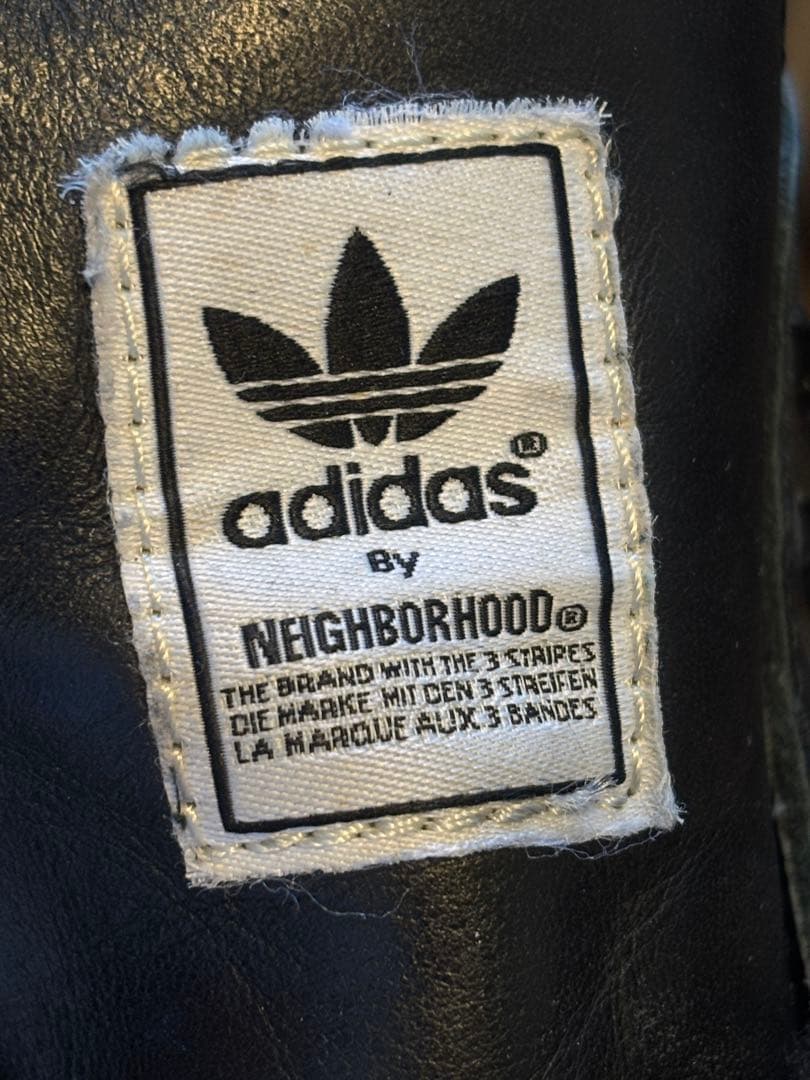 adidas®
By
NEIGHBORHOOD®
THE BRAND WITH THE 3 STRIPES
DIE MARKE MIT DEN 3 STREIFEN
LA MARQUE AUX 3 BANDES